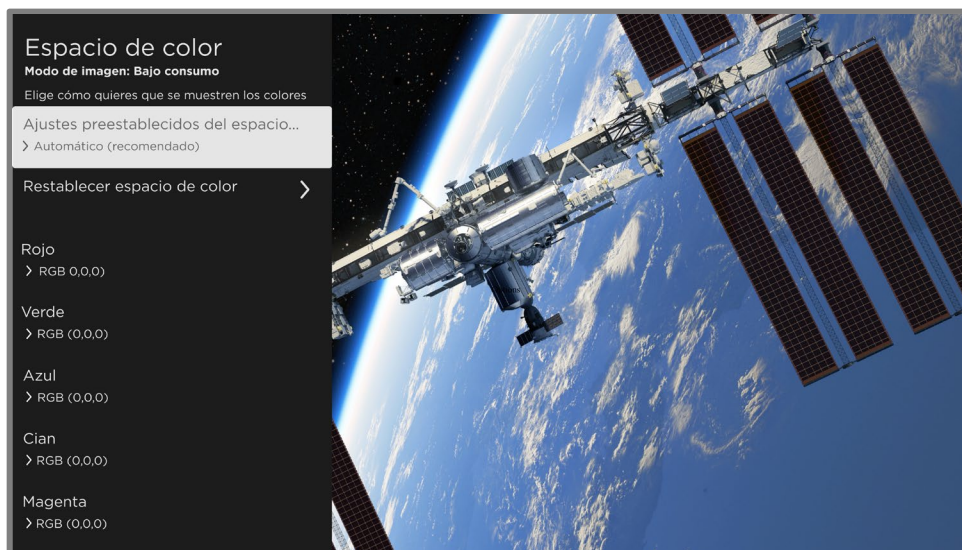 Espacio de color
Modo de imagen: Bajo consumo
Elige cómo quieres que se muestren los colores
Ajustes preestablecidos del espacio...
Automático (recomendado)
Restablecer espacio de color
Rojo
RGB 0,0,0)
Verde
RGB (0,0,0)
Azul
RGB (0,0,0)
Cian
RGB (0,0,0)
Magenta
RGB (0,0,0)